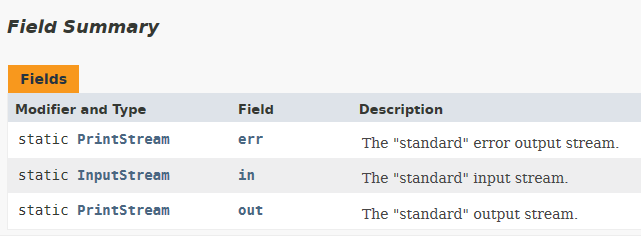 Field Summary
Fields
Modifier and Type Field Description
static PrintStream err The "standard" error output stream.
static InputStream in The "standard" input stream.
static PrintStream out The "standard" output stream.